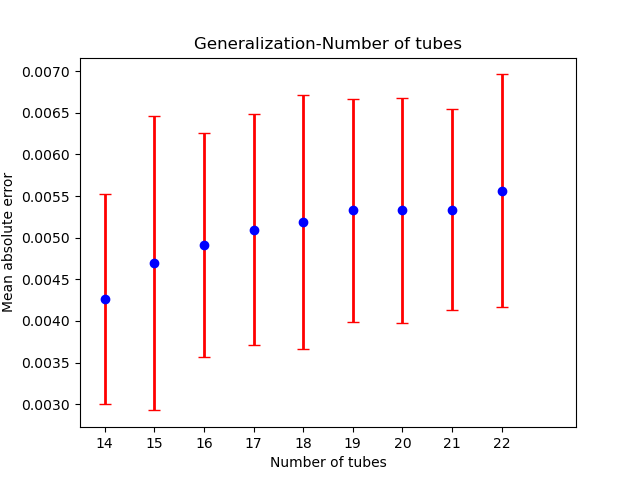 Generalization-Number of tubes
0.0070
0.0065
0.0060
0.0055
0.0050
0.0045
0.0040
0.0035
0.0030
Mean absolute error
14 15 16 17 18 19 20 21 22
Number of tubes